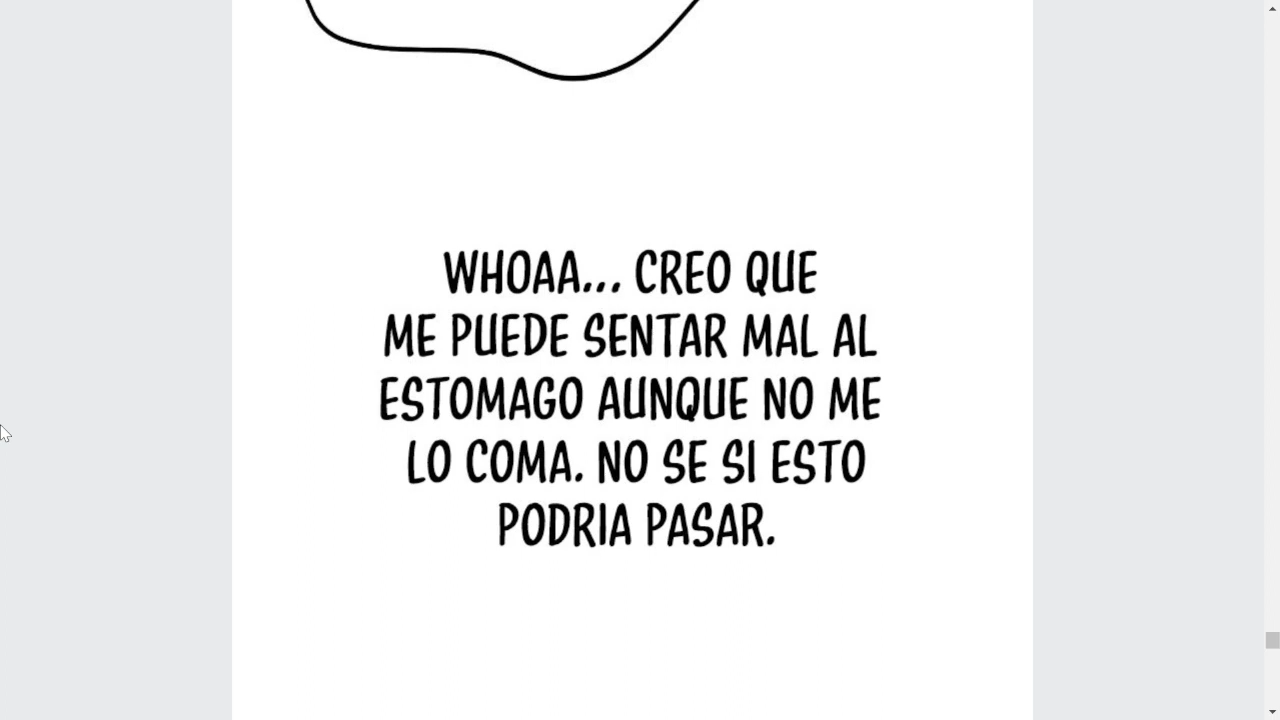 WHOAA... CREO QUE
ME PUEDE SENTAR MAL AL
ESTOMAGO AUNQUE NO ME
LO COMA. NO SE SI ESTO
PODRIA PASAR.